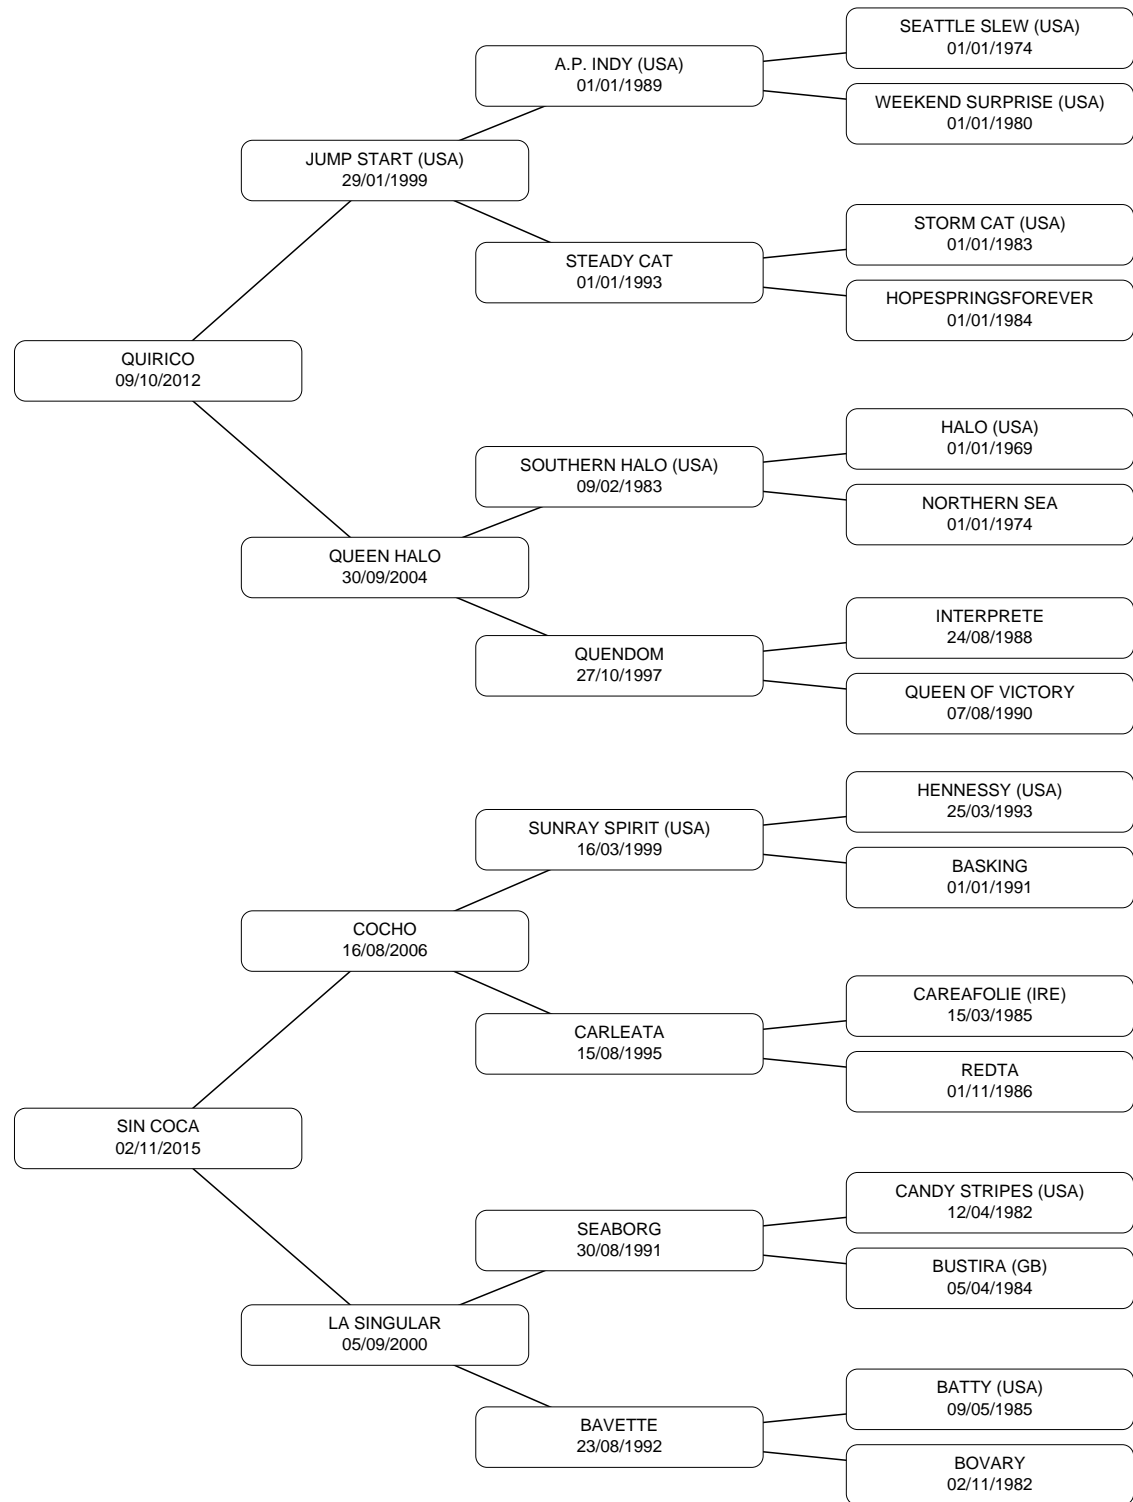 SEATTLE SLEW (USA)
01/01/1974
A.P. INDY (USA)
01/01/1989
WEEKEND SURPRISE (USA)
01/01/1980
JUMP START (USA)
29/01/1999
STORM CAT (USA)
01/01/1983
STEADY CAT
01/01/1993
HOPESPRINGSFOREVER
01/01/1984
QUIRICO
09/10/2012
HALO (USA)
01/01/1969
SOUTHERN HALO (USA)
09/02/1983
NORTHERN SEA
01/01/1974
QUEEN HALO
30/09/2004
INTERPRETE
24/08/1988
QUENDOM
27/10/1997
QUEEN OF VICTORY
07/08/1990
HENNESSY (USA)
25/03/1993
SUNRAY SPIRIT (USA)
16/03/1999
BASKING
01/01/1991
COCHO
16/08/2006
CAREAFOLIE (IRE)
15/03/1985
CARLEATA
15/08/1995
REDTA
01/11/1986
SIN COCA
02/11/2015
CANDY STRIPES (USA)
12/04/1982
SEABORG
30/08/1991
BUSTIRA (GB)
05/04/1984
LA SINGULAR
05/09/2000
BATTY (USA)
09/05/1985
BAVETTE
23/08/1992
BOVARY
02/11/1982